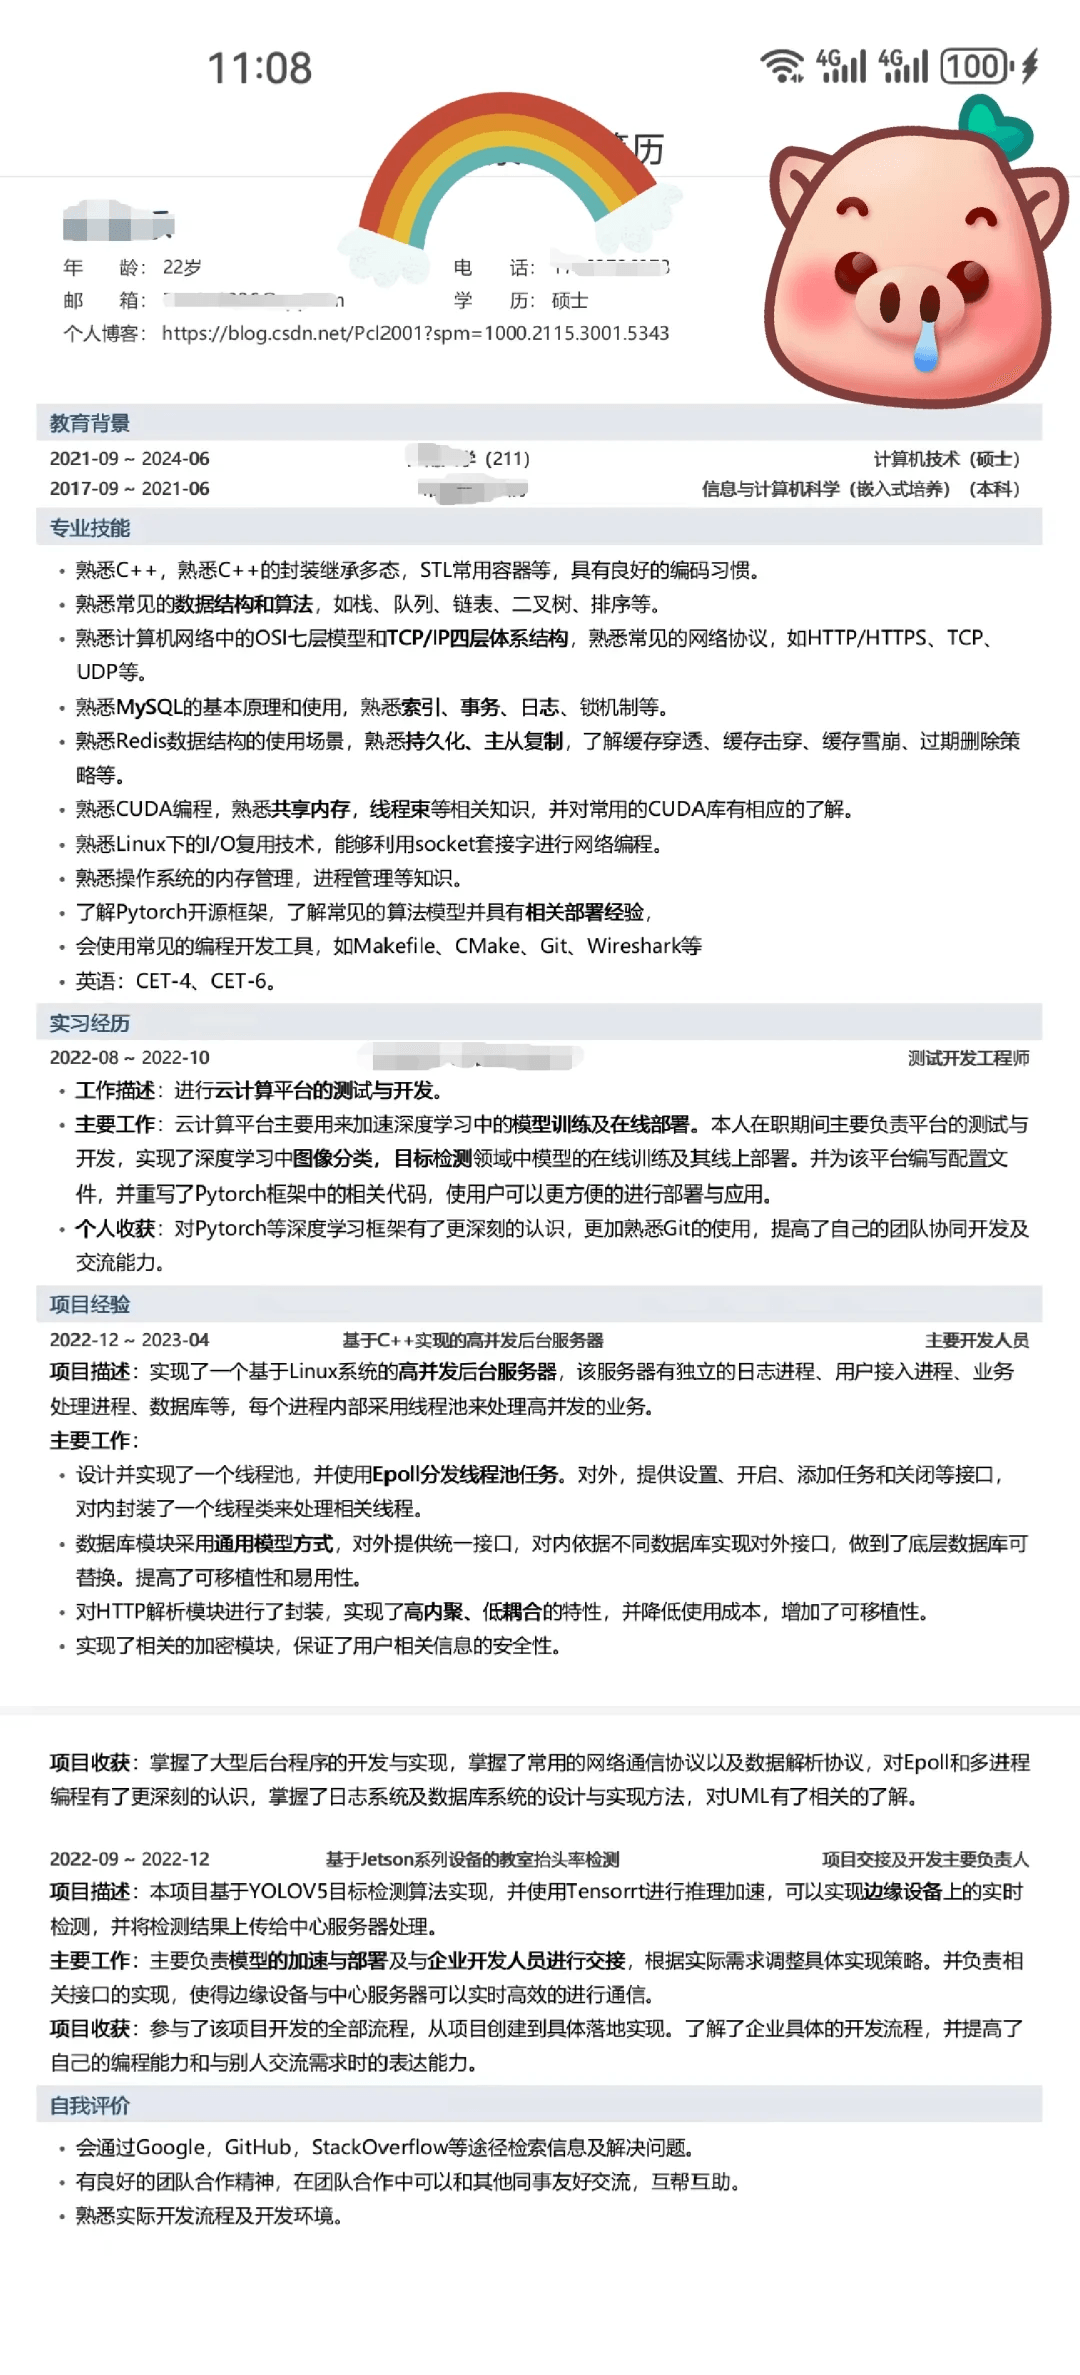 11:08
4G 4G 100
历
年 龄： 22岁 电 话：
邮 箱： 学 历： 硕士
个人博客： https://blog.csdn.net/Pcl2001?spm=1000.2115.3001.5343
教育背景
2021-09 ~ 2024-06 学（211） 计算机技术（硕士）
2017-09 ~ 2021-06 信息与计算机科学（嵌入式培养）（本科）
专业技能
• 熟悉C++，熟悉C++的封装继承多态，STL常用容器等，具有良好的编码习惯。
• 熟悉常见的数据结构和算法，如栈、队列、链表、二叉树、排序等。
• 熟悉计算机网络中的OSI七层模型和TCP/IP四层体系结构，熟悉常见的网络协议，如HTTP/HTTPS、TCP、
UDP等。
• 熟悉MySQL的基本原理和使用，熟悉索引、事务、日志、锁机制等。
• 熟悉Redis数据结构的使用场景，熟悉持久化、主从复制，了解缓存穿透、缓存击穿、缓存雪崩、过期删除策
略等。
• 熟悉CUDA编程，熟悉共享内存，线程束等相关知识，并对常用的CUDA库有相应的了解。
• 熟悉Linux下的I/O复用技术，能够利用socket套接字进行网络编程。
• 熟悉操作系统的内存管理，进程管理等知识。
• 了解Pytorch开源框架，了解常见的算法模型并具有相关部署经验，
• 会使用常见的编程开发工具，如Makefile、CMake、Git、Wireshark等
• 英语：CET-4、CET-6。
实习经历
2022-08 ~ 2022-10 测试开发工程师
• 工作描述：进行云计算平台的测试与开发。
• 主要工作：云计算平台主要用来加速深度学习中的模型训练及在线部署。本人在职期间主要负责平台的测试与
开发，实现了深度学习中图像分类，目标检测领域中模型的在线训练及其线上部署。并为该平台编写配置文
件，并重写了Pytorch框架中的相关代码，使用户可以更方便的进行部署与应用。
• 个人收获：对Pytorch等深度学习框架有了更深刻的认识，更加熟悉Git的使用，提高了自己的团队协同开发及
交流能力。
项目经验
2022-12 ~ 2023-04 基于C++实现的高并发后台服务器 主要开发人员
项目描述：实现了一个基于Linux系统的高并发后台服务器，该服务器有独立的日志进程、用户接入进程、业务
处理进程、数据库等，每个进程内部采用线程池来处理高并发的业务。
主要工作：
• 设计并实现了一个线程池，并使用Epoll分发线程池任务。对外，提供设置、开启、添加任务和关闭等接口，
对内封装了一个线程类来处理相关线程。
• 数据库模块采用通用模型方式，对外提供统一接口，对内依据不同数据库实现对外接口，做到了底层数据库可
替换。提高了可移植性和易用性。
• 对HTTP解析模块进行了封装，实现了高内聚、低耦合的特性，并降低使用成本，增加了可移植性。
• 实现了相关的加密模块，保证了用户相关信息的安全性。
项目收获：掌握了大型后台程序的开发与实现，掌握了常用的网络通信协议以及数据解析协议，对Epoll和多进程
编程有了更深刻的认识，掌握了日志系统及数据库系统的设计与实现方法，对UML有了相关的了解。
2022-09 ~ 2022-12 基于Jetson系列设备的教室抬头率检测 项目交接及开发主要负责人
项目描述：本项目基于YOLOV5目标检测算法实现，并使用Tensorrt进行推理加速，可以实现边缘设备上的实时
检测，并将检测结果上传给中心服务器处理。
主要工作：主要负责模型的加速与部署及与企业开发人员进行交接，根据实际需求调整具体实现策略。并负责相
关接口的实现，使得边缘设备与中心服务器可以实时高效的进行通信。
项目收获：参与了该项目开发的全部流程，从项目创建到具体落地实现。了解了企业具体的开发流程，并提高了
自己的编程能力和与别人交流需求时的表达能力。
自我评价
• 会通过Google，GitHub，StackOverflow等途径检索信息及解决问题。
• 有良好的团队合作精神，在团队合作中可以和其他同事友好交流，互帮互助。
• 熟悉实际开发流程及开发环境。